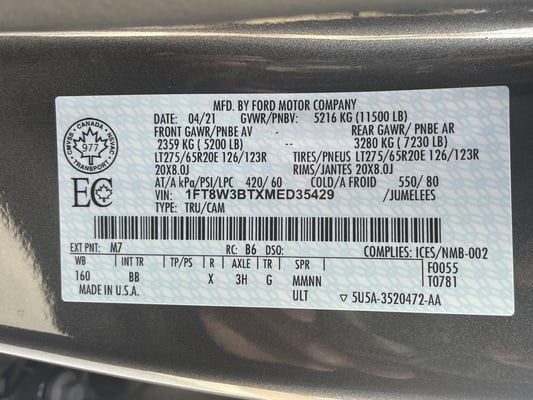 MFD. BY FORD MOTOR COMPANY
04/21 GVWR/PNBV: 5216 KG (11500 LB)
FRONT GAWR/PNBE AV -- REAR GAWR/ PNBE AR
2359 KG ( 5200 LB) 3280 KG ( 7230 LB)
LT275/65R20E 126/123R TIRES/PNEUS LT275/65R20E 126/123R
20X8.0J RIMS/JANTES 20X8.0J
AT/A kPa/PSI/LPC 420/ 60 COLD/A FROID 550/ 80
VIN: 1FT8W3BTXMED35429 /JUMELEES
TYPE: TRU/CAM
CANADA
977
TRANSPORT
EC
EXT PNT: M7 RC: B6 DSO: COMPLIES: ICES/NMB-002
WB INT TR TP/PS R AXLE TR SPR F0055
160 BB X 3H G MMNN T0781
MADE IN U.S.A. ULT ▽ 5U5A-3520472-AA